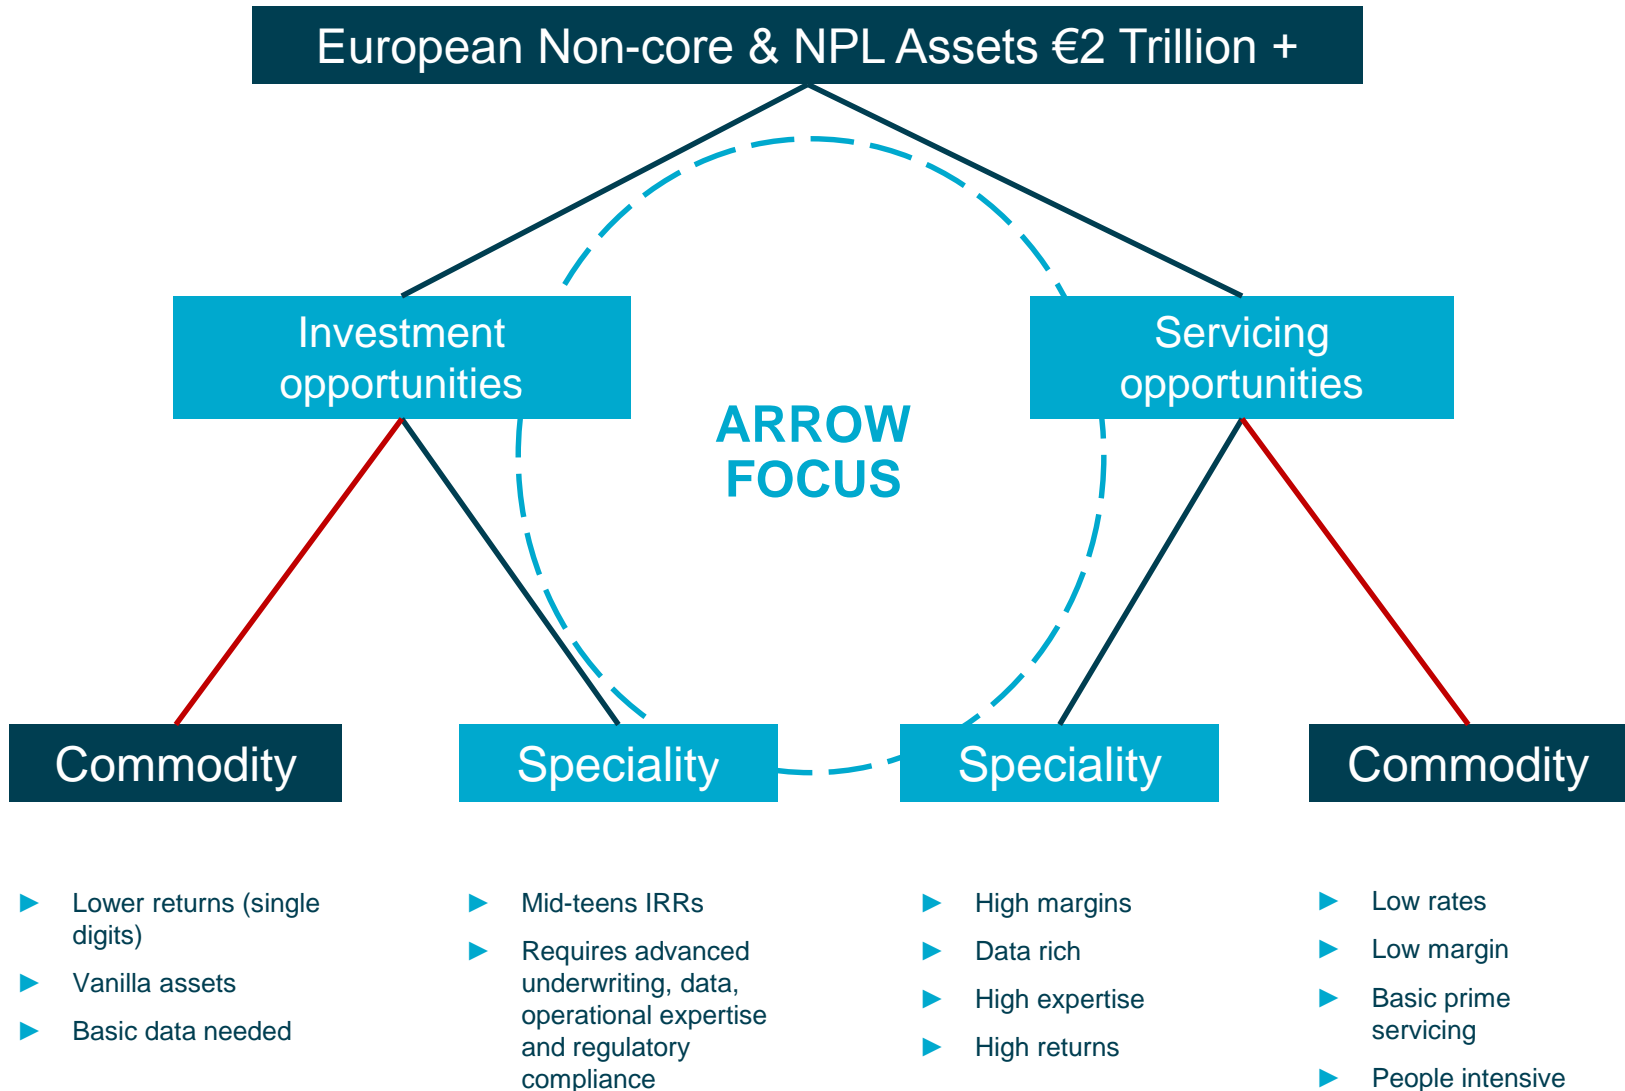 European Non-core & NPL Assets €2 Trillion +
Investment
opportunities
Servicing
opportunities
ARROW
FOCUS
Commodity
Speciality
Speciality
Commodity
► Lower returns (single
digits)
► Vanilla assets
► Basic data needed
► Mid-teens IRRs
► Requires advanced
underwriting, data,
operational expertise
and regulatory
compliance
► High margins
► Data rich
► High expertise
► High returns
► Low rates
► Low margin
► Basic prime
servicing
► People intensive